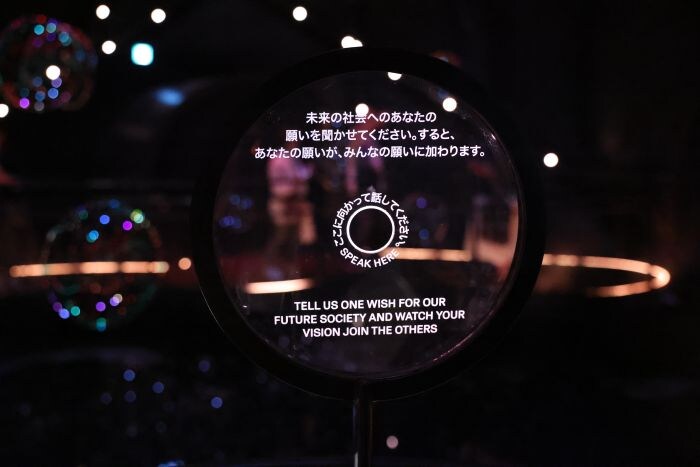 未来の社会へのあなたの
願いを聞かせてください。すると、
あなたの願いが、みんなの願いに加わります。
ここに向かって話してください。
SPEAK HERE
TELL US ONE WISH FOR OUR
FUTURE SOCIETY AND WATCH YOUR
VISION JOIN THE OTHERS